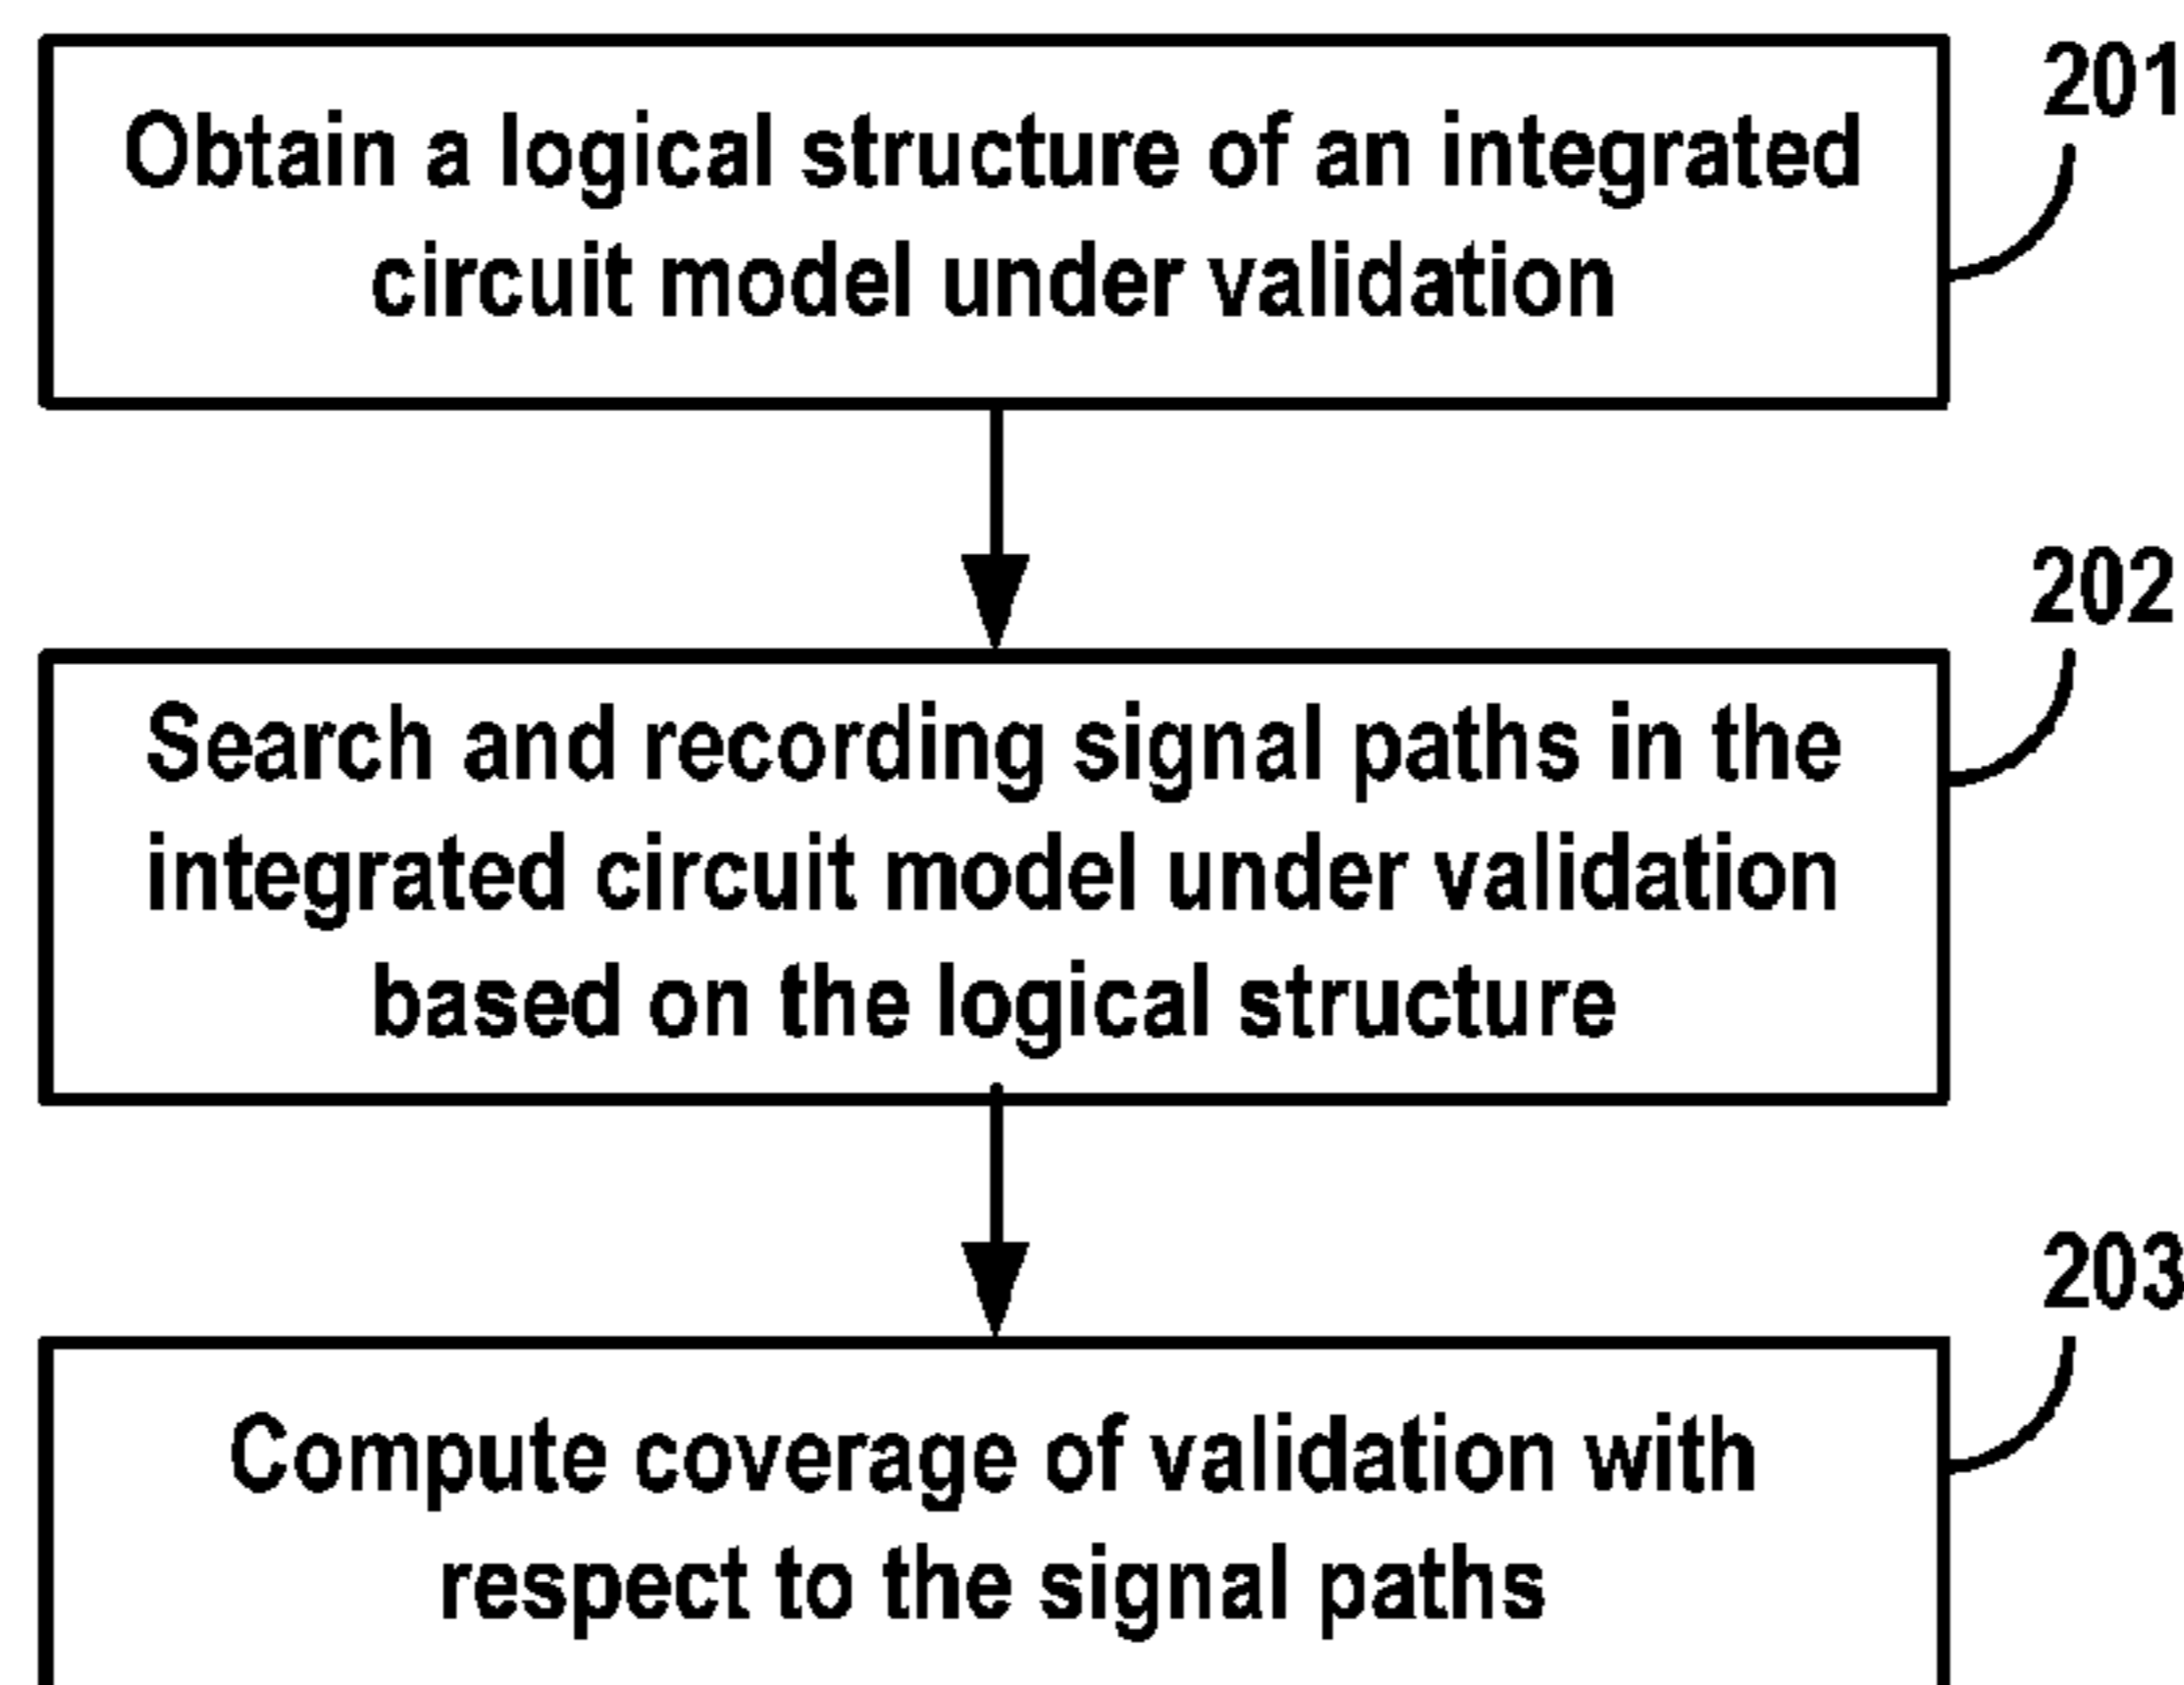 201
Obtain a logical structure of an integrated
circuit model under validation
202
Search and recording signal paths in the
integrated circuit model under validation
based on the logical structure
203
Compute coverage of validation with
respect to the signal paths